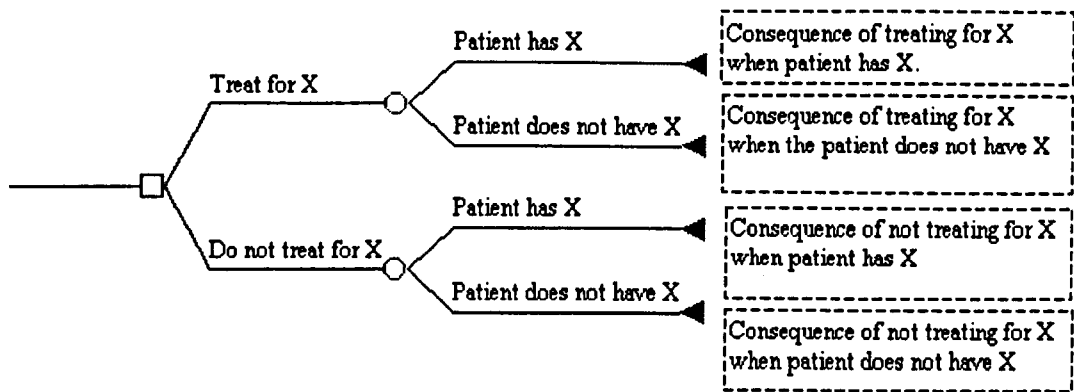 Patient has X
Consequence of treating for X
when patient has X.
Treat for X
Patient does not have X
Consequence of treating for X
when the patient does not have X
Patient has X
Consequence of not treating for X
when patient has X
Do not treat for X
Patient does not have X
Consequence of not treating for X
when patient does not have X